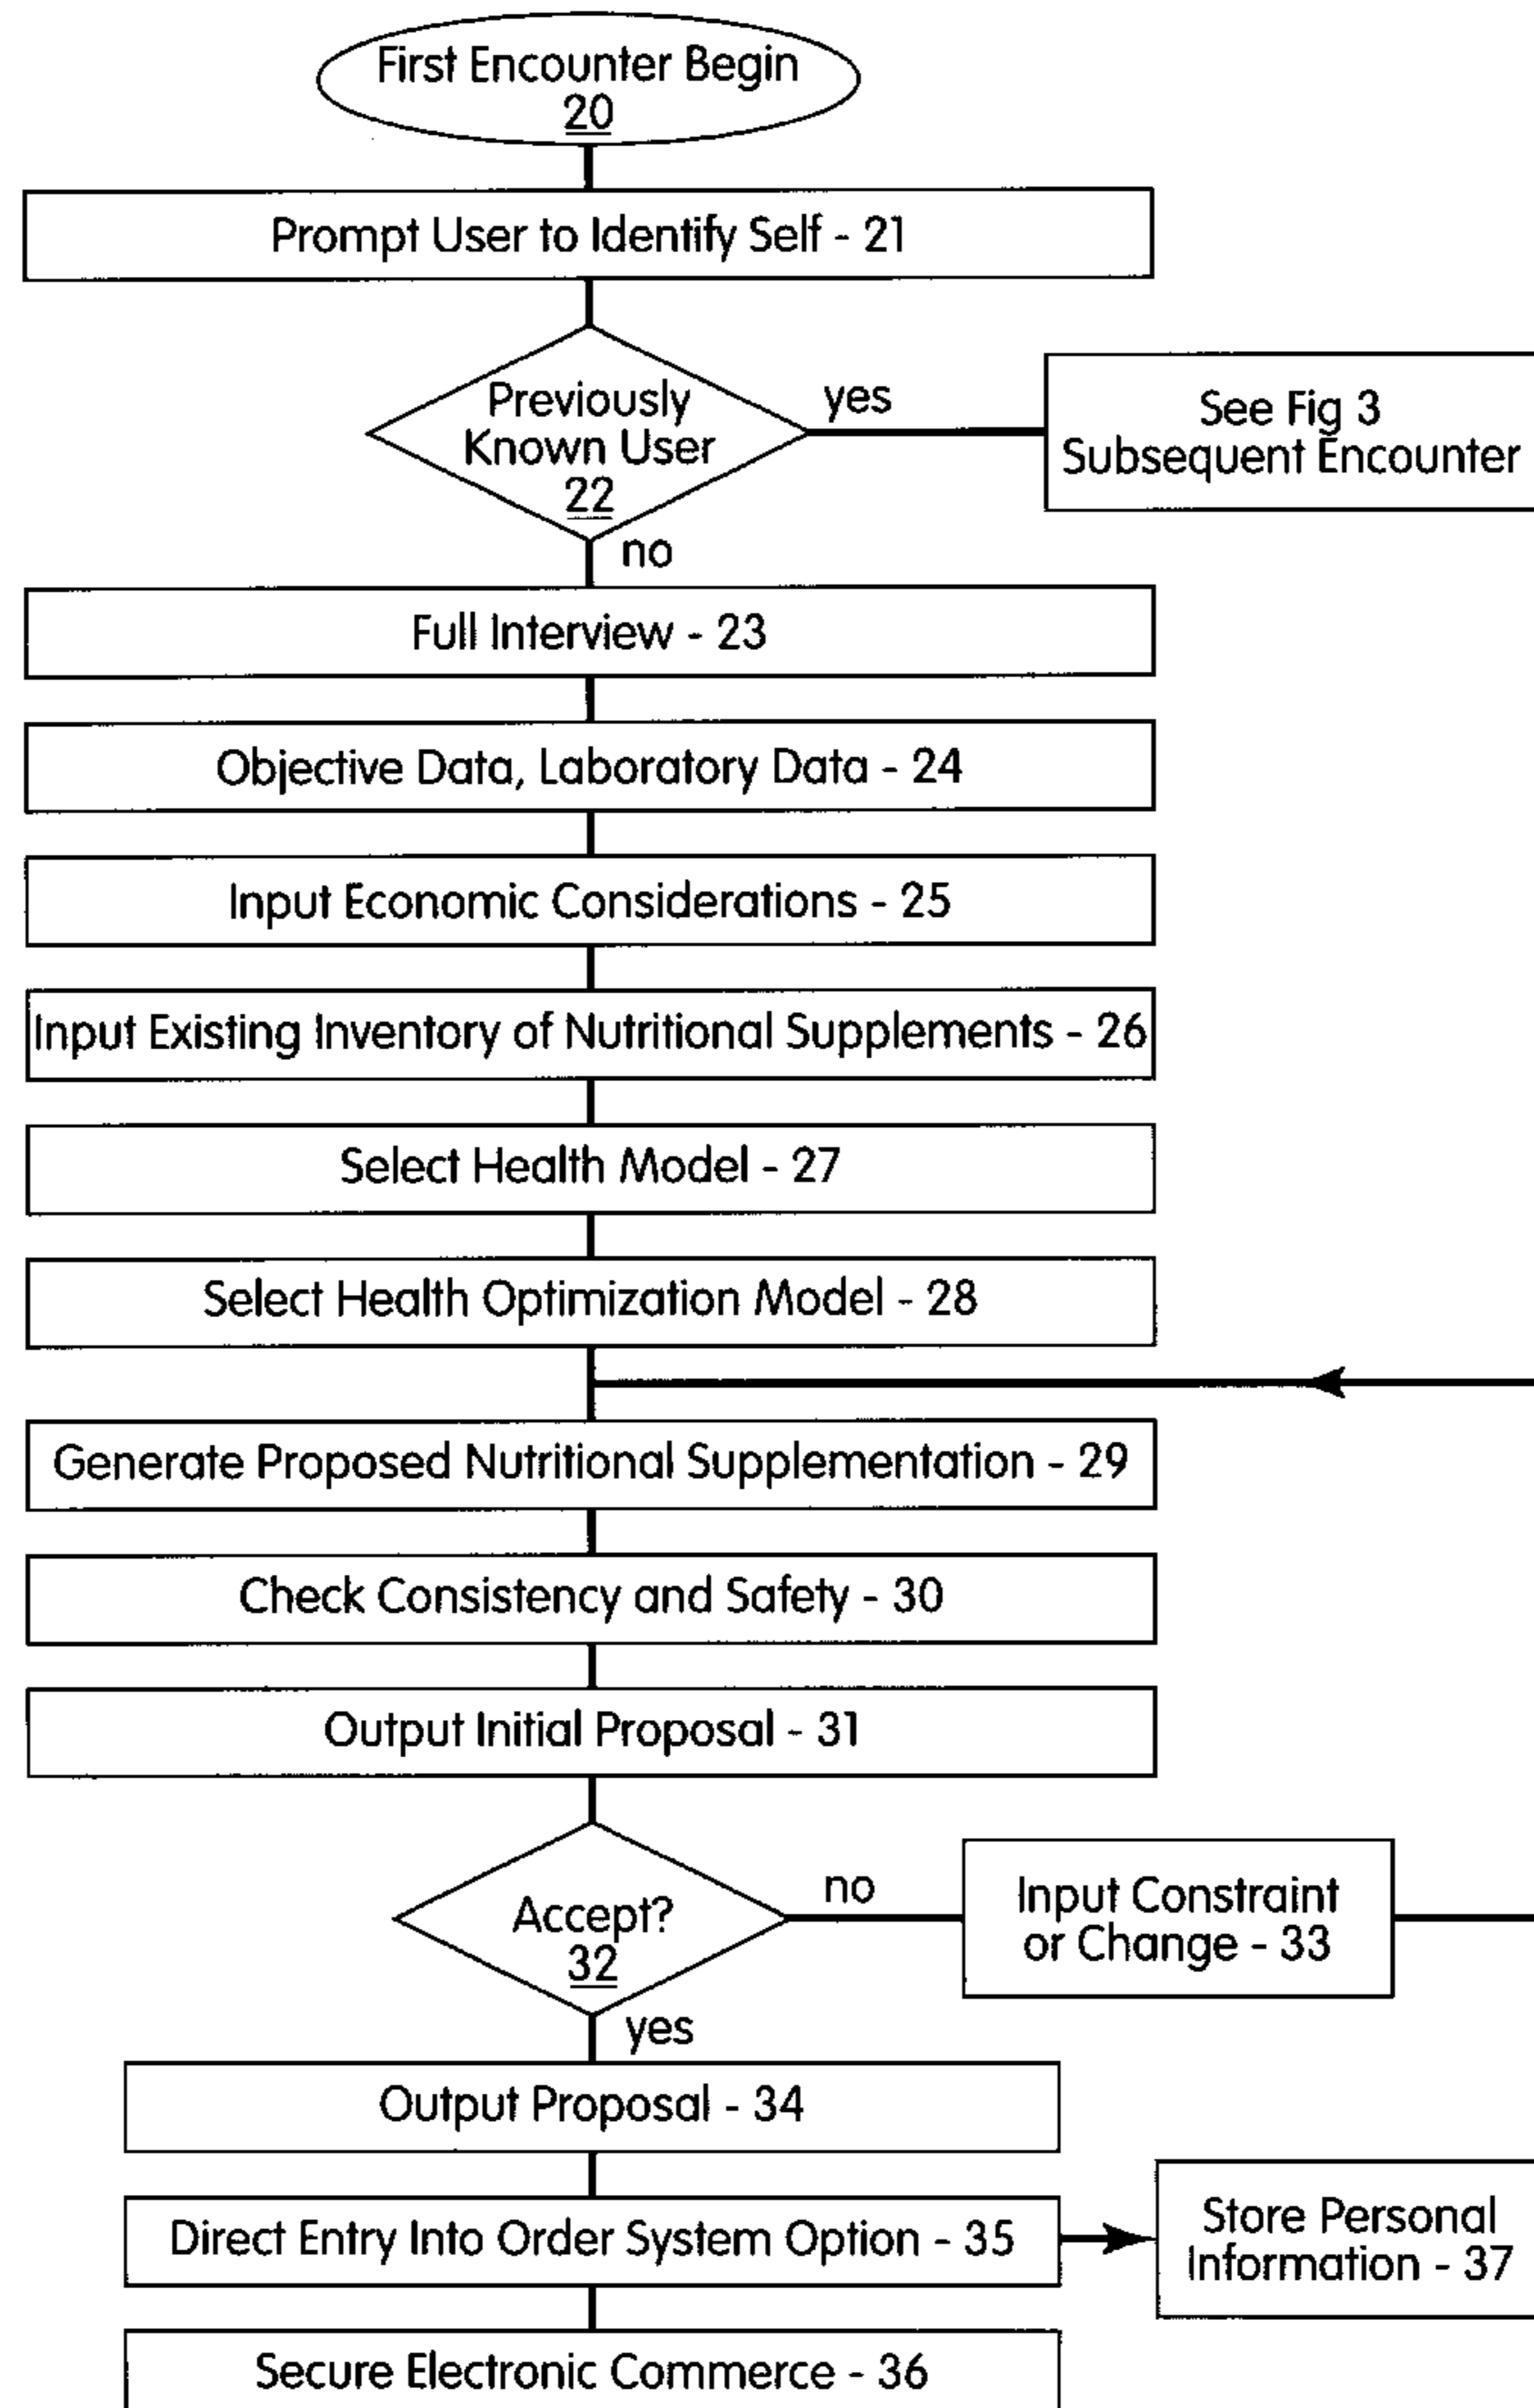 First Encounter Begin
20
Prompt User to Identify Self - 21
Previously
Known User
22
yes
See Fig 3
Subsequent Encounter
no
Full Interview - 23
Objective Data, Laboratory Data - 24
Input Economic Considerations - 25
Input Existing Inventory of Nutritional Supplements - 26
Select Health Model - 27
Select Health Optimization Model - 28
Generate Proposed Nutritional Supplementation - 29
Check Consistency and Safety - 30
Output Initial Proposal - 31
Accept?
32
no
Input Constraint
or Change - 33
yes
Output Proposal - 34
Direct Entry Into Order System Option - 35
Store Personal
Information - 37
Secure Electronic Commerce - 36